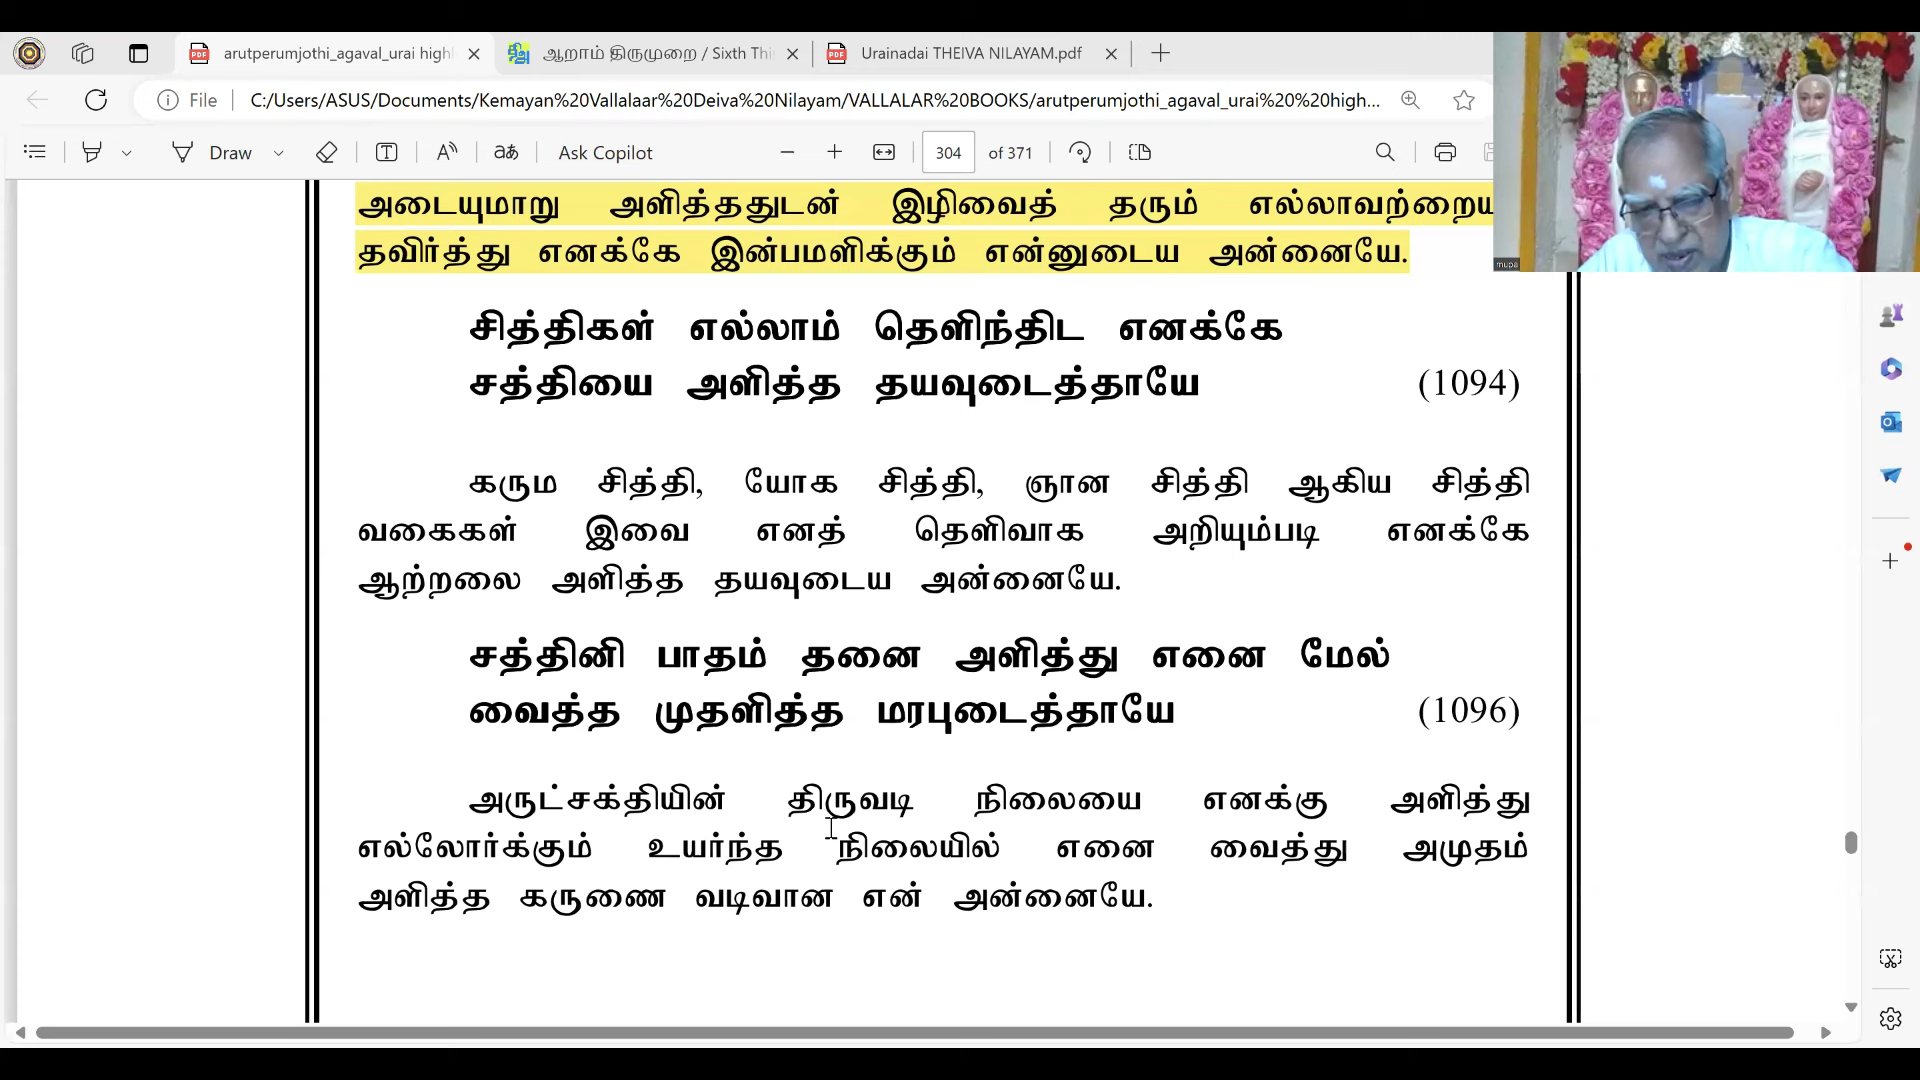 arutperumjothi_agaval_urai highl
ஆறாம் திருமுறை / Sixth Thi
Urainadai THEIVA NILAYAM.pdf
File
C:/Users/ASUS/Documents/Kemayan%20Vallalaar%20Deiva%20Nilayam/VALLALAR%20BOOKS/arutperumjothi_agaval_urai%20%20high...
Draw
Ask Copilot
304 of 371
mupa
அடையுமாறு அளித்ததுடன் இழிவைத் தரும் எல்லாவற்றைய
தவிர்த்து எனக்கே இன்பமளிக்கும் என்னுடைய அன்னையே.
சித்திகள் எல்லாம் தெளிந்திட எனக்கே
சத்தியை அளித்த தயவுடைத்தாயே (1094)
கரும சித்தி, யோக சித்தி, ஞான சித்தி ஆகிய சித்தி
வகைகள் இவை எனத் தெளிவாக அறியும்படி எனக்கே
ஆற்றலை அளித்த தயவுடைய அன்னையே.
சத்தினி பாதம் தனை அளித்து எனை மேல்
வைத்த முதளித்த மரபுடைத்தாயே (1096)
அருட்சக்தியின் திருவடி நிலையை எனக்கு அளித்து
எல்லோர்க்கும் உயர்ந்த நிலையில் எனை வைத்து அமுதம்
அளித்த கருணை வடிவான என் அன்னையே.